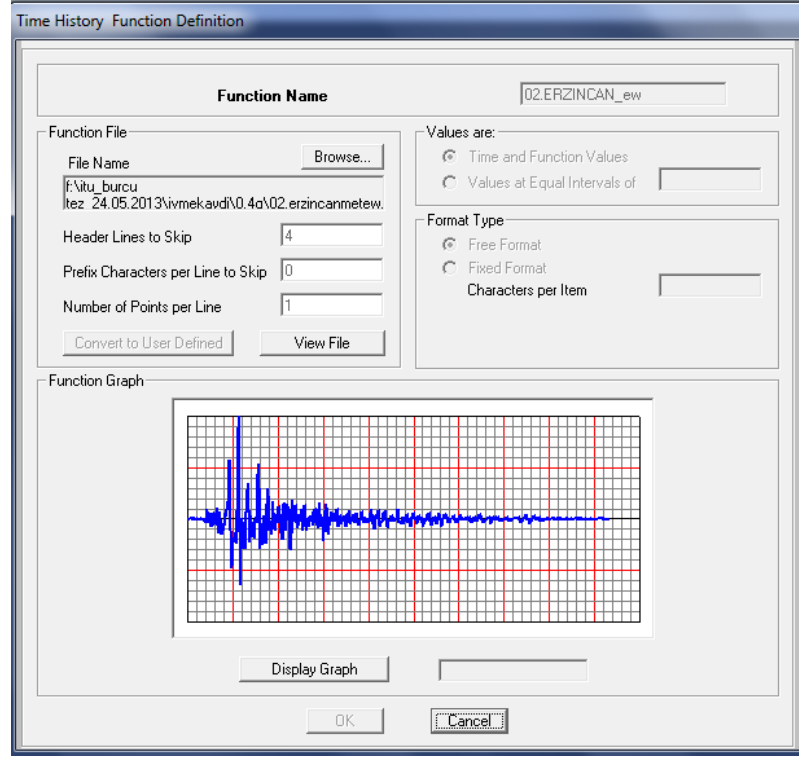 Time History Function Definition
Function Name
02.ERZINCAN_ew
Function File
File Name
Browse...
f:\itu_burcu
tez 24.05.2013\ivmekaydi\0.4g\02.erzincanmetew.
Header Lines to Skip
4
Prefix Characters per Line to Skip
0
Number of Points per Line
1
Convert to User Defined
View File
Values are:
Time and Function Values
Values at Equal Intervals of
Format Type
Free Format
Fixed Format
Characters per Item
Function Graph
Display Graph
OK
Cancel